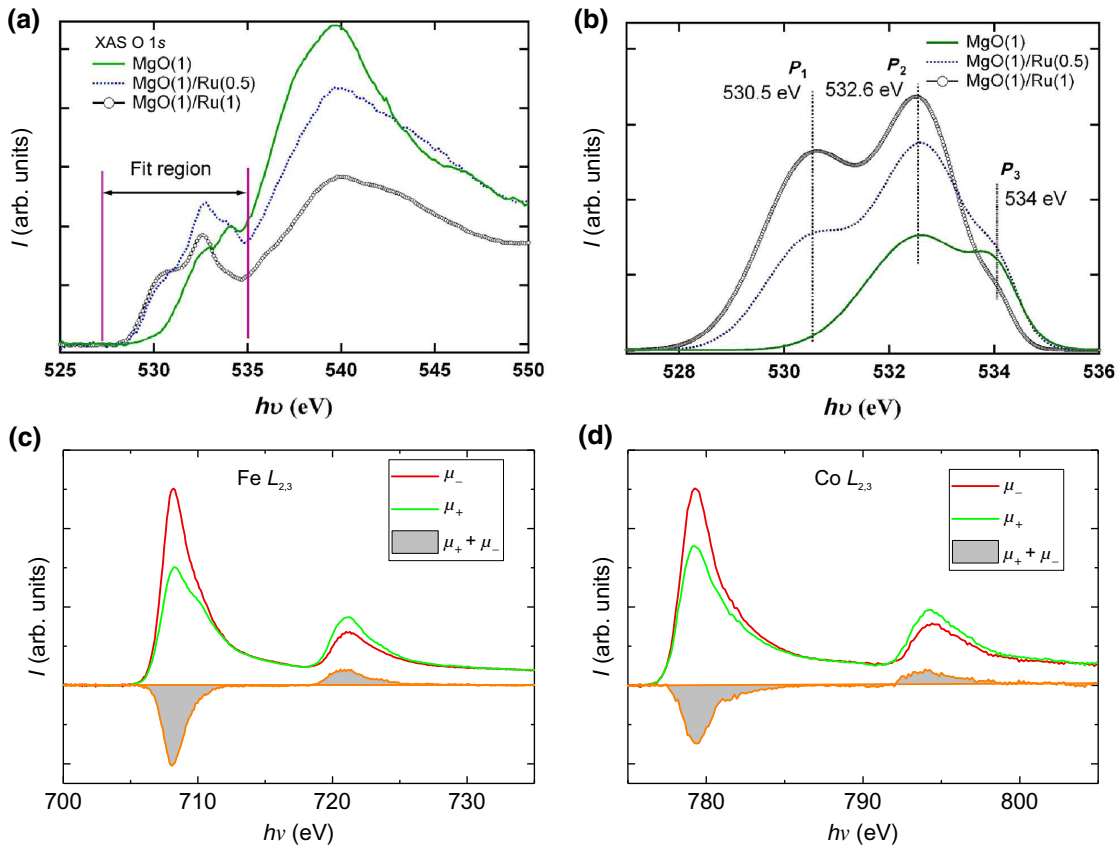 (a)
XAS O 1s
MgO(1)
MgO(1)/Ru(0.5)
MgO(1)/Ru(1)
Fit region
I (arb. units)
525 530 535 540 545 550
hυ (eV)
(b)
MgO(1)
MgO(1)/Ru(0.5)
MgO(1)/Ru(1)
P1
530.5 eV
P2
532.6 eV
P3
534 eV
I (arb. units)
528 530 532 534 536
hυ (eV)
(c)
Fe L2,3
μ−
μ+
μ+ + μ−
I (arb. units)
700 710 720 730
hν (eV)
(d)
Co L2,3
μ−
μ+
μ+ + μ−
I (arb. units)
780 790 800
hν (eV)